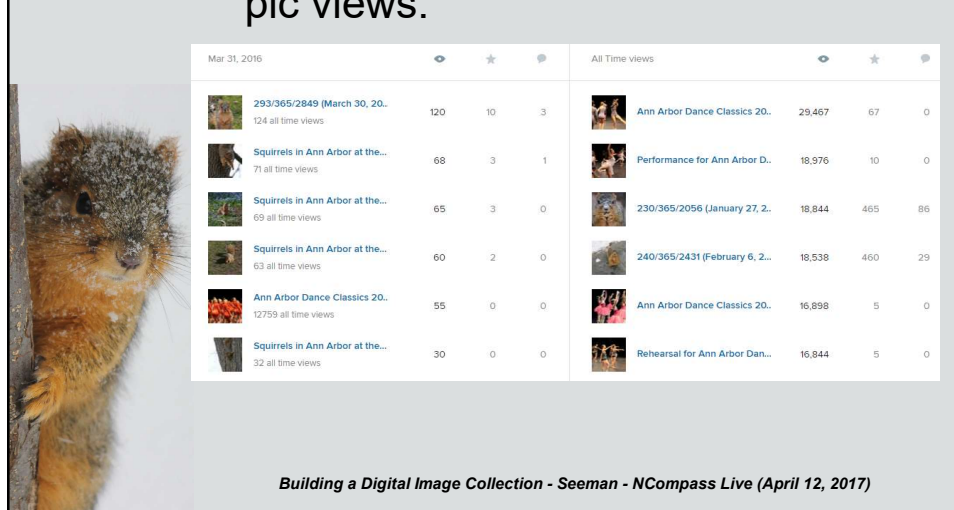 pic views.
Mar 31, 2016
293/365/2849 (March 30, 20..
124 all time views
120 10 3
Squirrels in Ann Arbor at the...
71 all time views
68 3 1
Squirrels in Ann Arbor at the...
69 all time views
65 3 0
Squirrels in Ann Arbor at the...
63 all time views
60 2 0
Ann Arbor Dance Classics 20..
12759 all time views
55 0 0
Squirrels in Ann Arbor at the...
32 all time views
30 0 0
All Time views
Ann Arbor Dance Classics 20.. 29,467 67 0
Performance for Ann Arbor D.. 18,976 10 0
230/365/2056 (January 27, 2.. 18,844 465 86
240/365/2431 (February 6, 2... 18,538 460 29
Ann Arbor Dance Classics 20.. 16,898 5 0
Rehearsal for Ann Arbor Dan... 16,844 5 0
Building a Digital Image Collection - Seeman - NCompass Live (April 12, 2017)